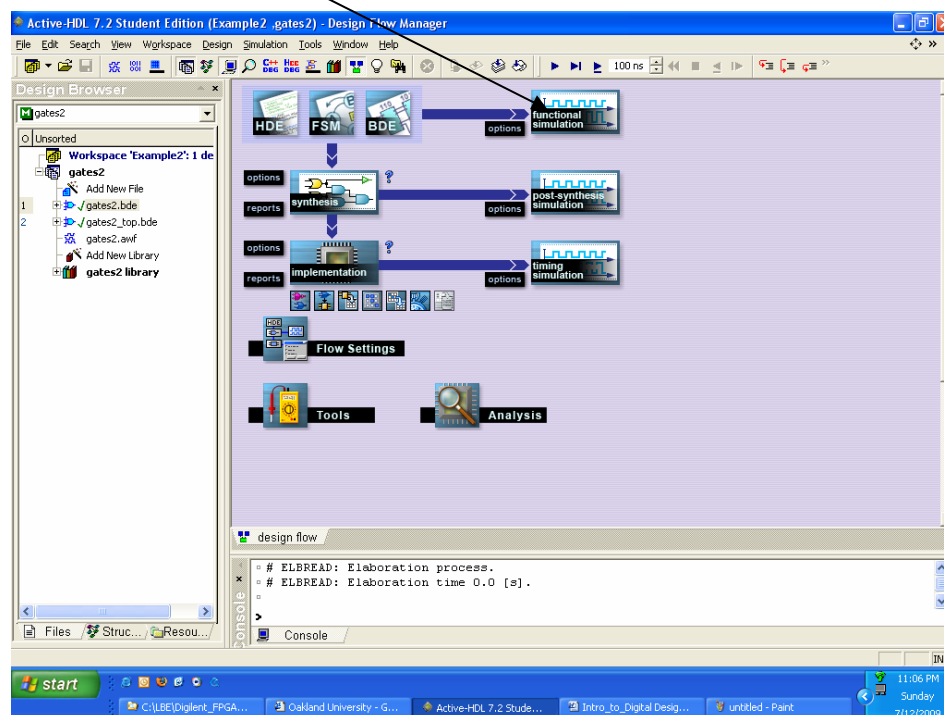 Active-HDL 7.2 Student Edition (Example2 ,gates2) - Design Flow Manager
File Edit Search View Workspace Design Simulation Tools Window Help
100 ns
Design Browser
gates2
Unsorted
Workspace 'Example2': 1 de
gates2
Add New File
1 gates2.bde
2 gates2_top.bde
gates2.awf
Add New Library
gates2 library
Files Struc... Resou...
HDE FSM BDE options functional simulation
options
reports synthesis ? options post-synthesis simulation
options
reports implementation ? options timing simulation
HDE
Flow Settings
Tools Analysis
design flow
# ELBREAD: Elaboration process.
# ELBREAD: Elaboration time 0.0 [s].
>
console
Console
IN
start
C:\LBE\Digilent_FPGA... Oakland University - G... Active-HDL 7.2 Stude... Intro_to_Digital Desig... untitled - Paint
11:06 PM
Sunday
7/12/2009